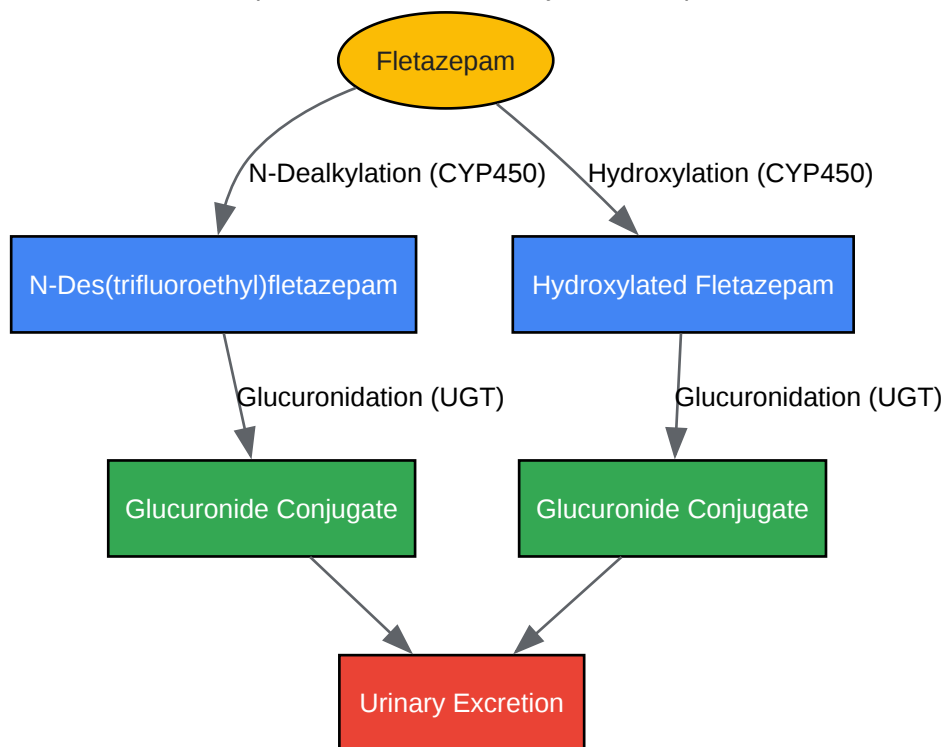 Fletazepam
N-Dealkylation (CYP450)
Hydroxylation (CYP450)
N-Des(trifluoroethyl)fletazepam
Hydroxylated Fletazepam
Glucuronidation (UGT)
Glucuronidation (UGT)
Glucuronide Conjugate
Glucuronide Conjugate
Urinary Excretion